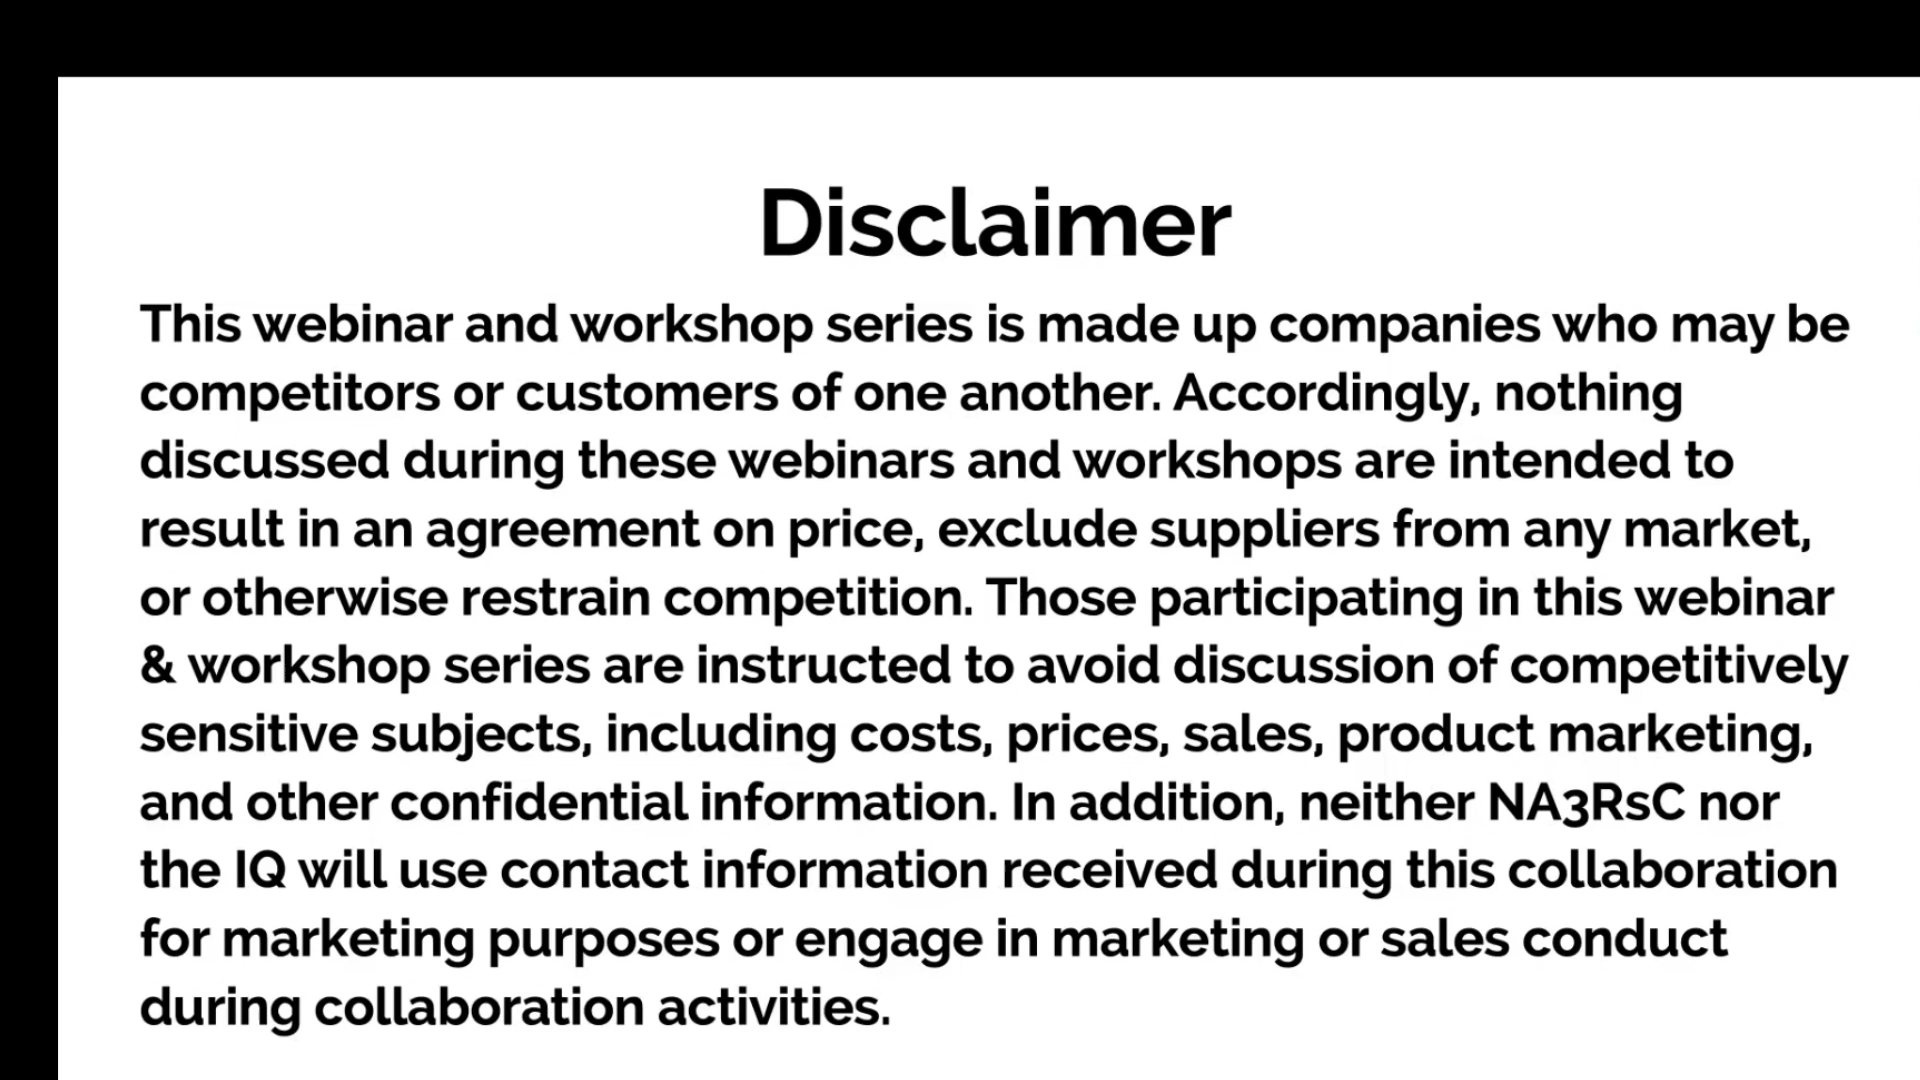 Disclaimer
This webinar and workshop series is made up companies who may be
competitors or customers of one another. Accordingly, nothing
discussed during these webinars and workshops are intended to
result in an agreement on price, exclude suppliers from any market,
or otherwise restrain competition. Those participating in this webinar
& workshop series are instructed to avoid discussion of competitively
sensitive subjects, including costs, prices, sales, product marketing,
and other confidential information. In addition, neither NA3RsC nor
the IQ will use contact information received during this collaboration
for marketing purposes or engage in marketing or sales conduct
during collaboration activities.